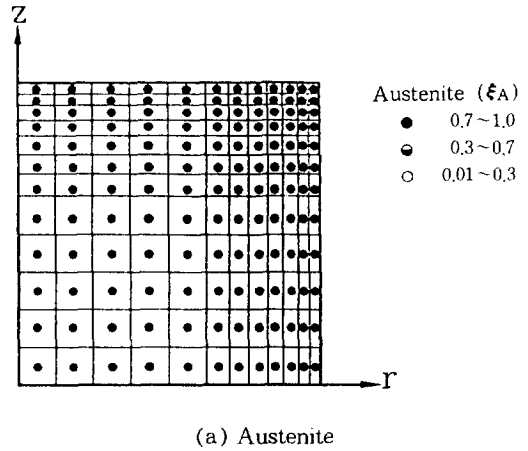 Z
Austenite (ξA)
● 0.7~1.0
◒ 0.3~0.7
○ 0.01~0.3
r
(a) Austenite